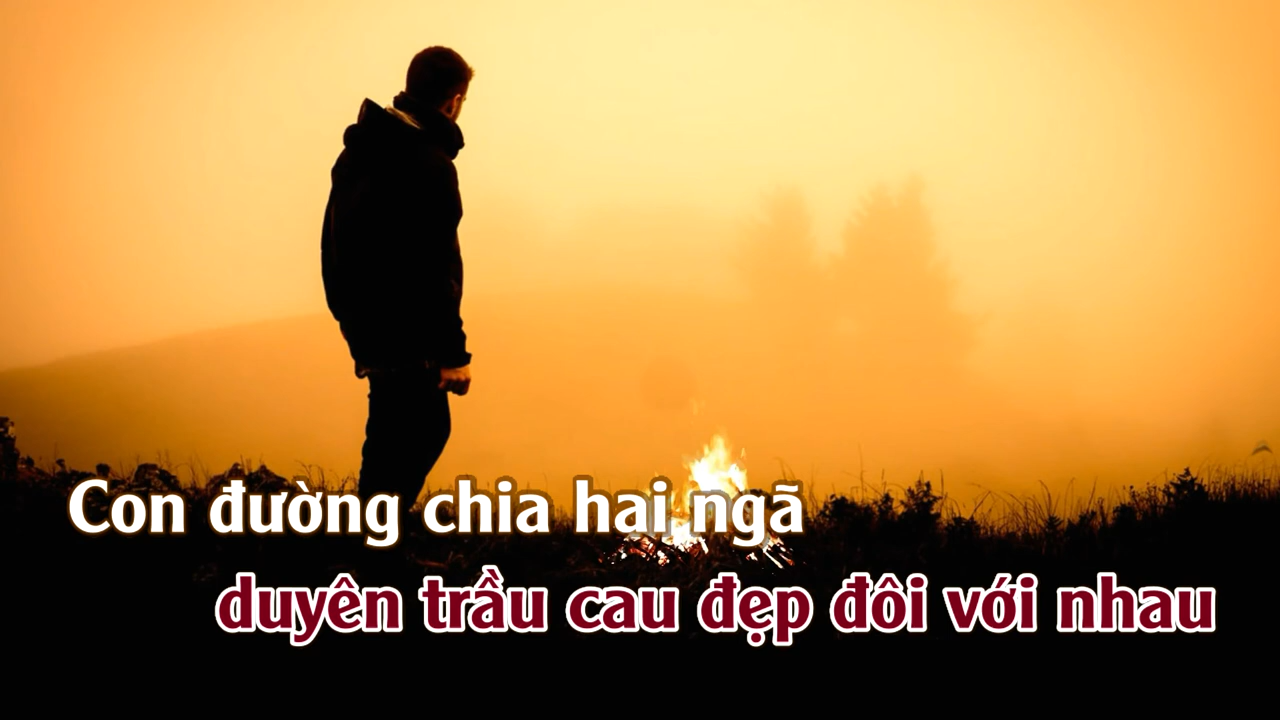 Con đường chia hai ngã
duyên trầu cau đẹp đôi với nhau